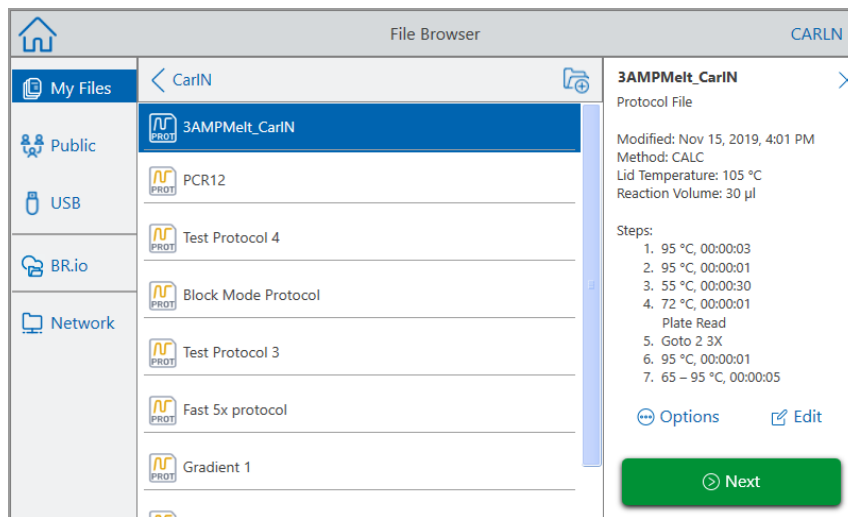 File Browser
CARLN
My Files
Public
USB
BR.io
Network
CarlN
PROT
3AMPMelt_CarlN
PROT
PCR12
PROT
Test Protocol 4
PROT
Block Mode Protocol
PROT
Test Protocol 3
PROT
Fast 5x protocol
PROT
Gradient 1
3AMPMelt_CarlN
Protocol File
Modified: Nov 15, 2019, 4:01 PM
Method: CALC
Lid Temperature: 105 °C
Reaction Volume: 30 µl
Steps:
1. 95 °C, 00:00:03
2. 95 °C, 00:00:01
3. 55 °C, 00:00:30
4. 72 °C, 00:00:01
Plate Read
5. Goto 2 3X
6. 95 °C, 00:00:01
7. 65 – 95 °C, 00:00:05
Options
Edit
Next